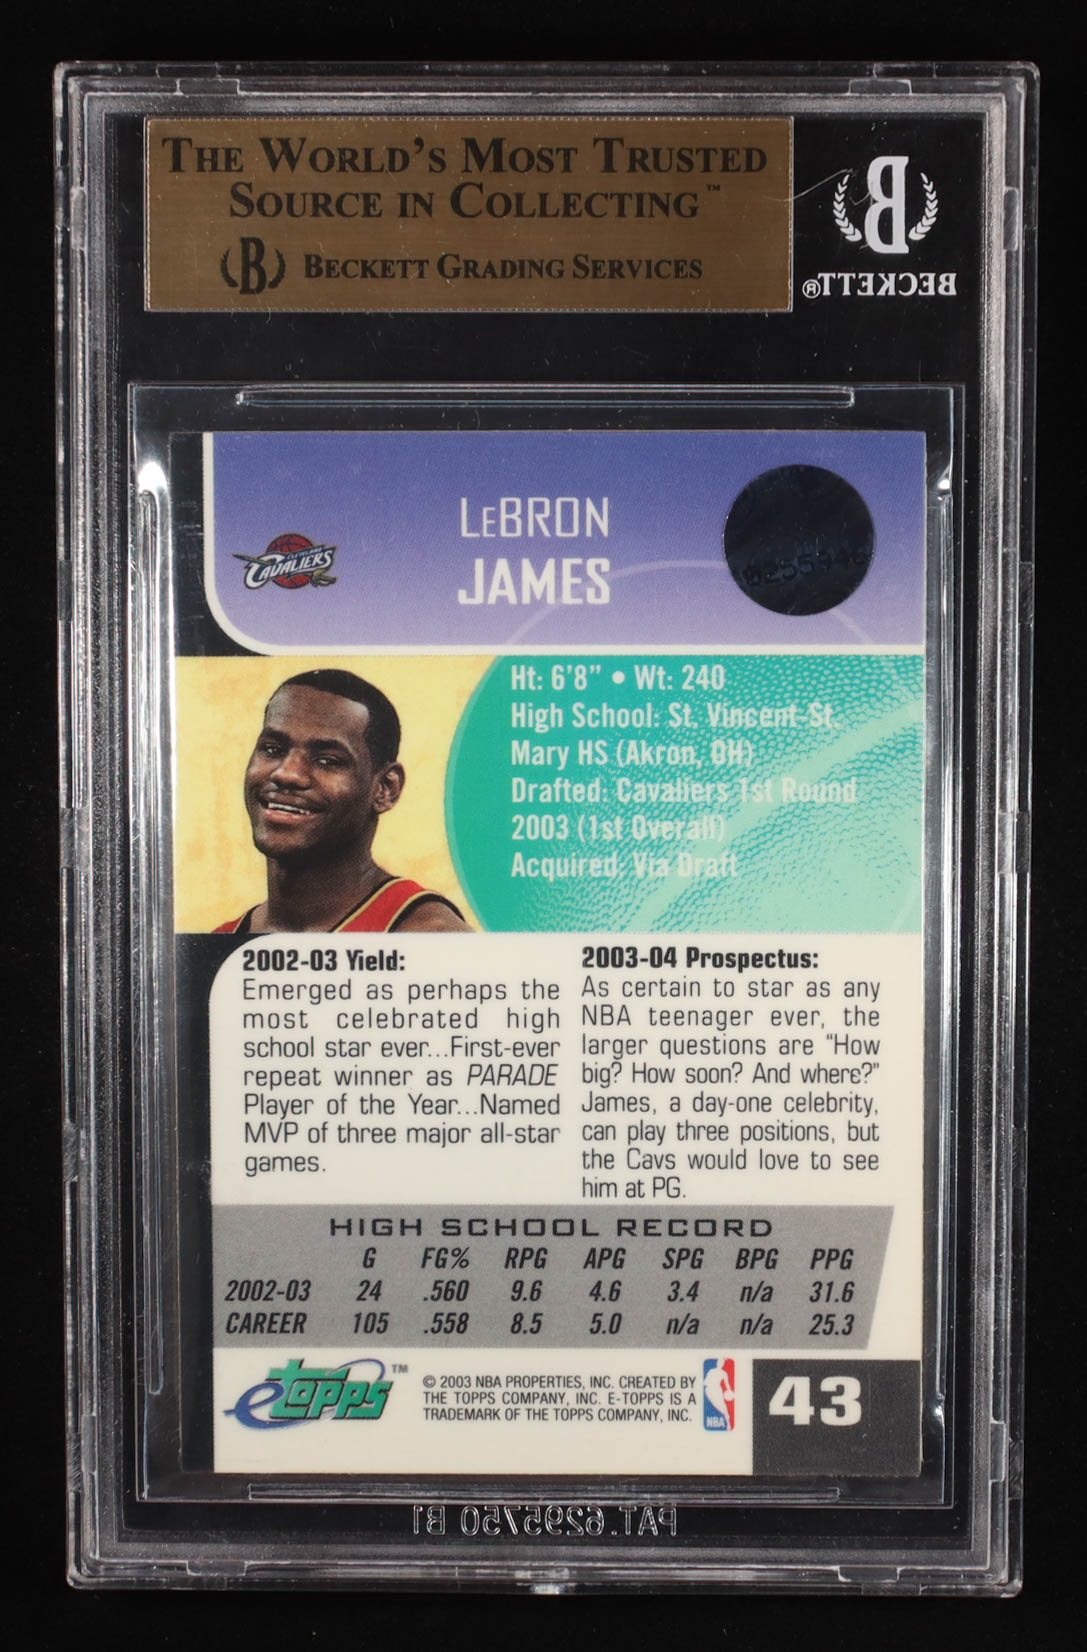 THE WORLD'S MOST TRUSTED
SOURCE IN COLLECTING™
B BECKETT GRADING SERVICES
B
BECKETT®
LEBRON
JAMES
CAVALIERS
Ht: 6'8" • Wt: 240
High School: St. Vincent-St.
Mary HS (Akron, OH)
Drafted: Cavaliers 1st Round
2003 (1st Overall)
Acquired: Via Draft
2002-03 Yield:
Emerged as perhaps the
most celebrated high
school star ever...First-ever
repeat winner as PARADE
Player of the Year...Named
MVP of three major all-star
games.
2003-04 Prospectus:
As certain to star as any
NBA teenager ever, the
larger questions are "How
big? How soon? And where?"
James, a day-one celebrity,
can play three positions, but
the Cavs would love to see
him at PG.
HIGH SCHOOL RECORD
G FG% RPG APG SPG BPG PPG
2002-03 24 .560 9.6 4.6 3.4 n/a 31.6
CAREER 105 .558 8.5 5.0 n/a n/a 25.3
eTOPPS™
© 2003 NBA PROPERTIES, INC. CREATED BY
THE TOPPS COMPANY, INC. E-TOPPS IS A
TRADEMARK OF THE TOPPS COMPANY, INC.
NBA
43
PAT. 6295750 B1